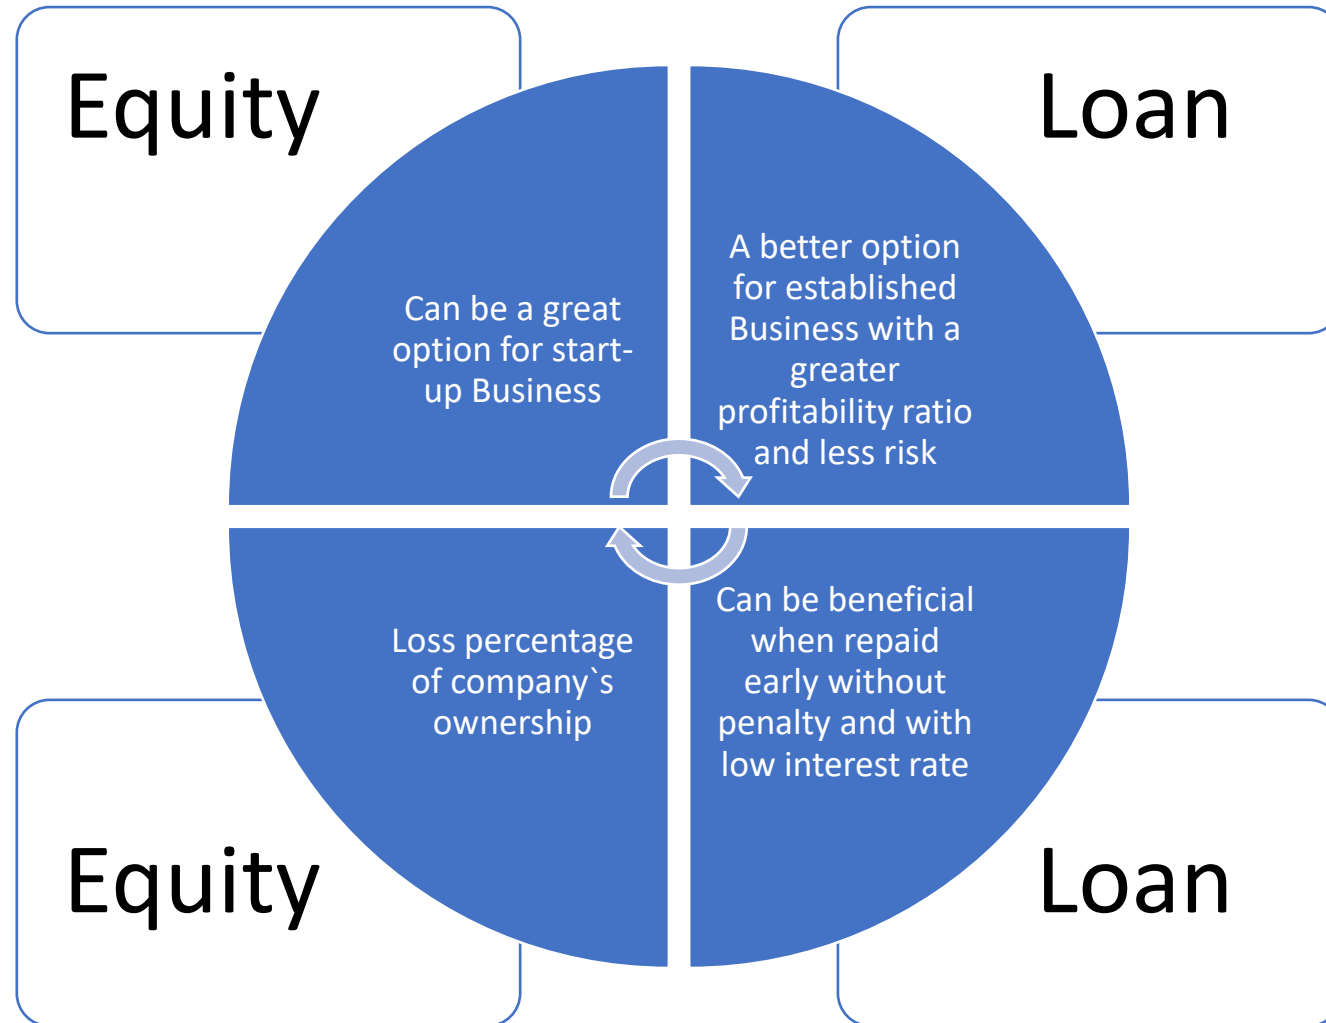 Equity
Can be a great
option for start-
up Business
Loan
A better option
for established
Business with a
greater
profitability ratio
and less risk
Equity
Loss percentage
of company`s
ownership
Loan
Can be beneficial
when repaid
early without
penalty and with
low interest rate